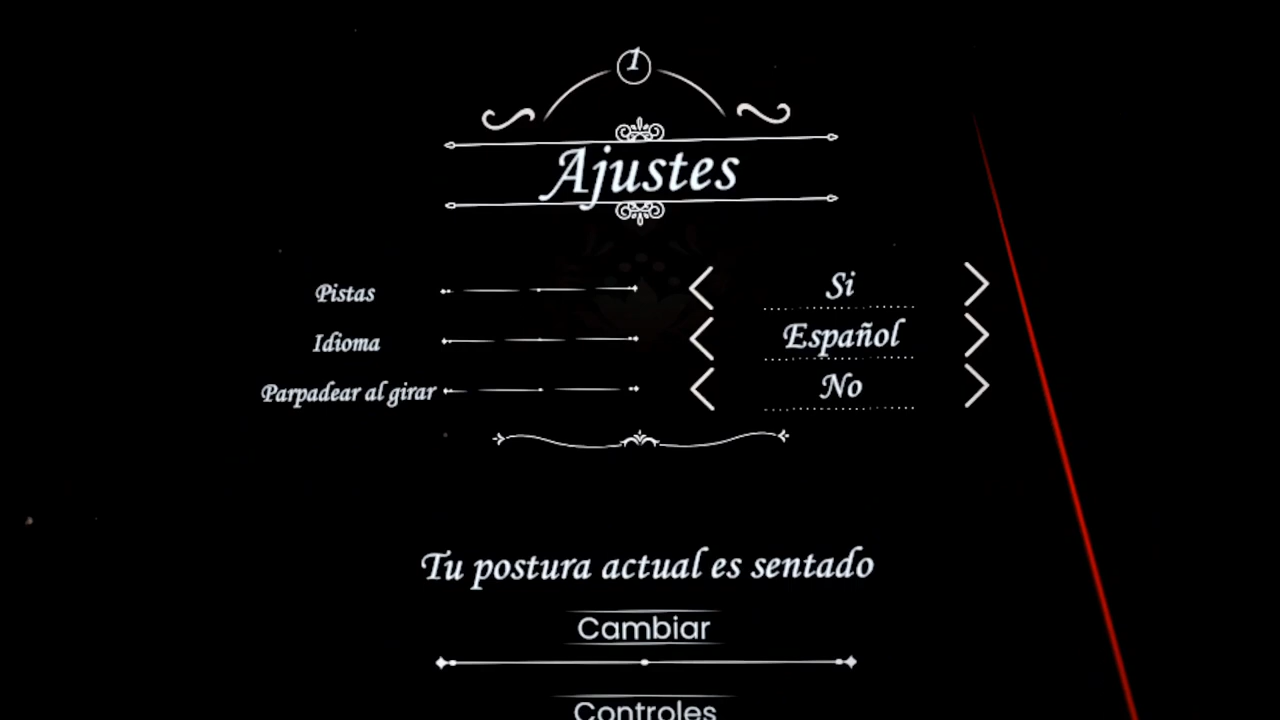 1
Ajustes
Pistas
Si
Idioma
Español
Parpadear al girar
No
Tu postura actual es sentado
Cambiar
Controles